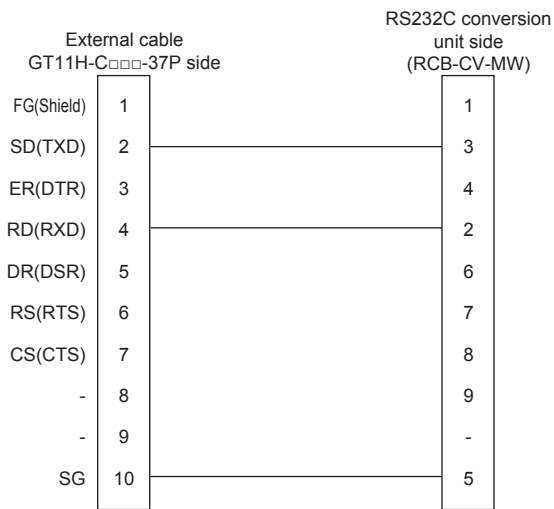 External cable
GT11H-C□□□-37P side
RS232C conversion
unit side
(RCB-CV-MW)
FG(Shield) 1 1
SD(TXD) 2 3
ER(DTR) 3 4
RD(RXD) 4 2
DR(DSR) 5 6
RS(RTS) 6 7
CS(CTS) 7 8
- 8 9
- 9 -
SG 10 5